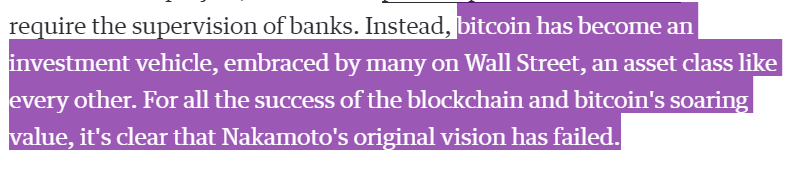 require the supervision of banks. Instead, bitcoin has become an
investment vehicle, embraced by many on Wall Street, an asset class like
every other. For all the success of the blockchain and bitcoin's soaring
value, it's clear that Nakamoto's original vision has failed.